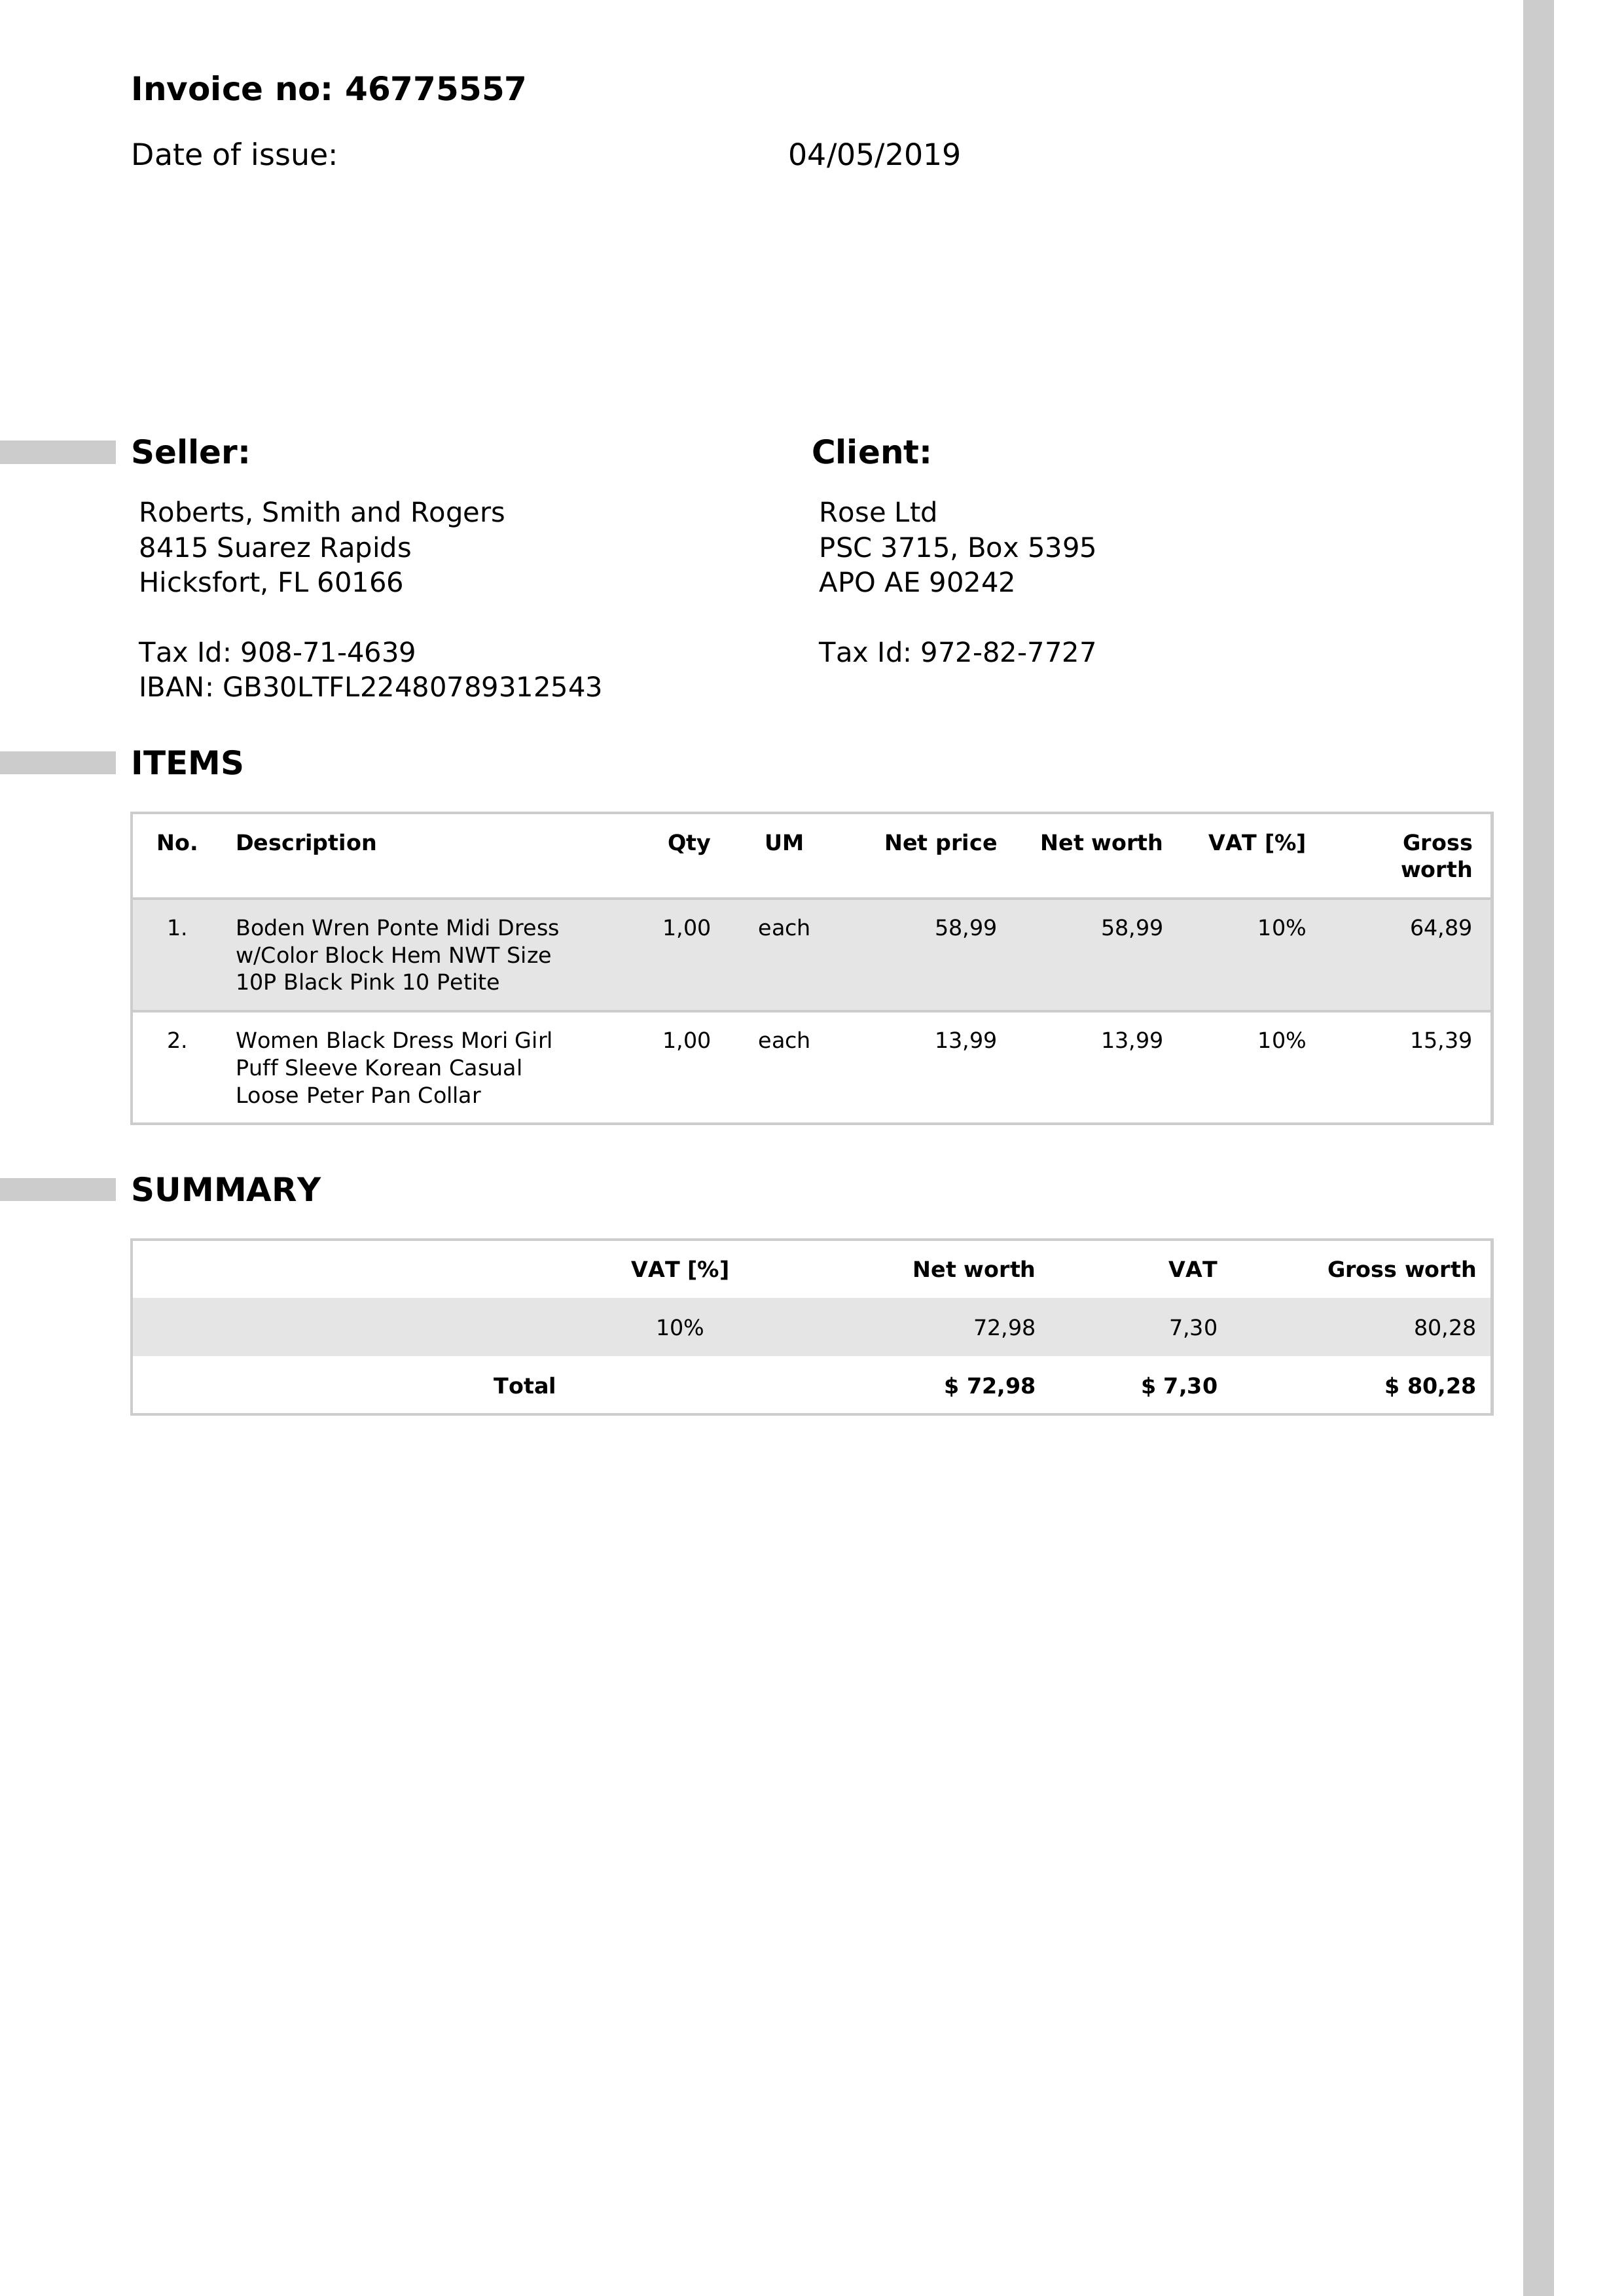 Invoice no: 46775557
Date of issue: 04/05/2019
Seller:
Roberts, Smith and Rogers
8415 Suarez Rapids
Hicksfort, FL 60166
Tax Id: 908-71-4639
IBAN: GB30LTFL22480789312543
Client:
Rose Ltd
PSC 3715, Box 5395
APO AE 90242
Tax Id: 972-82-7727
ITEMS
No. Description Qty UM Net price Net worth VAT [%] Gross
worth
1. Boden Wren Ponte Midi Dress 1,00 each 58,99 58,99 10% 64,89
w/Color Block Hem NWT Size
10P Black Pink 10 Petite
2. Women Black Dress Mori Girl 1,00 each 13,99 13,99 10% 15,39
Puff Sleeve Korean Casual
Loose Peter Pan Collar
SUMMARY
VAT [%] Net worth VAT Gross worth
10% 72,98 7,30 80,28
Total $ 72,98 $ 7,30 $ 80,28